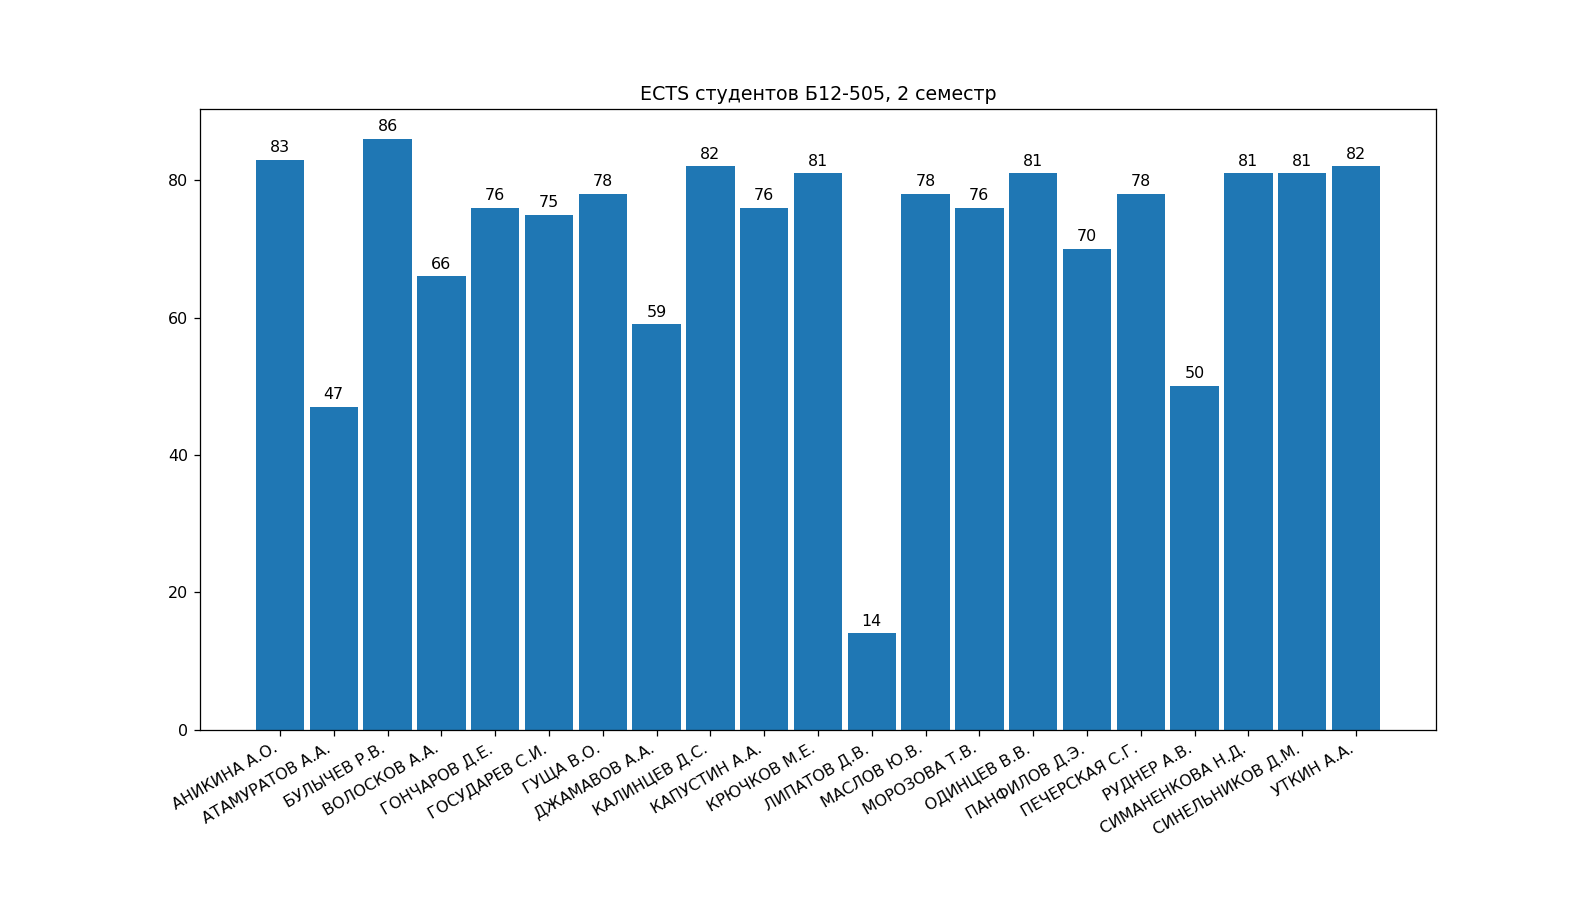 ECTS студентов Б12-505, 2 семестр
83
47
86
66
76
75
78
59
82
76
81
14
78
76
81
70
78
50
81
81
82
80
60
40
20
0
АНИКИНА А.О.
АТАМУРАТОВ А.А.
БУЛЫЧЕВ Р.В.
ВОЛОСКОВ А.А.
ГОНЧАРОВ Д.Е.
ГОСУДАРЕВ С.И.
ГУЩА В.О.
ДЖАМАВОВ А.А.
КАЛИНЦЕВ Д.С.
КАПУСТИН А.А.
КРЮЧКОВ М.Е.
ЛИПАТОВ Д.В.
МАСЛОВ Ю.В.
МОРОЗОВА Т.В.
ОДИНЦЕВ В.В.
ПАНФИЛОВ Д.Э.
ПЕЧЕРСКАЯ С.Г.
РУДНЕР А.В.
СИМАНЕНКОВА Н.Д.
СИНЕЛЬНИКОВ Д.М.
УТКИН А.А.